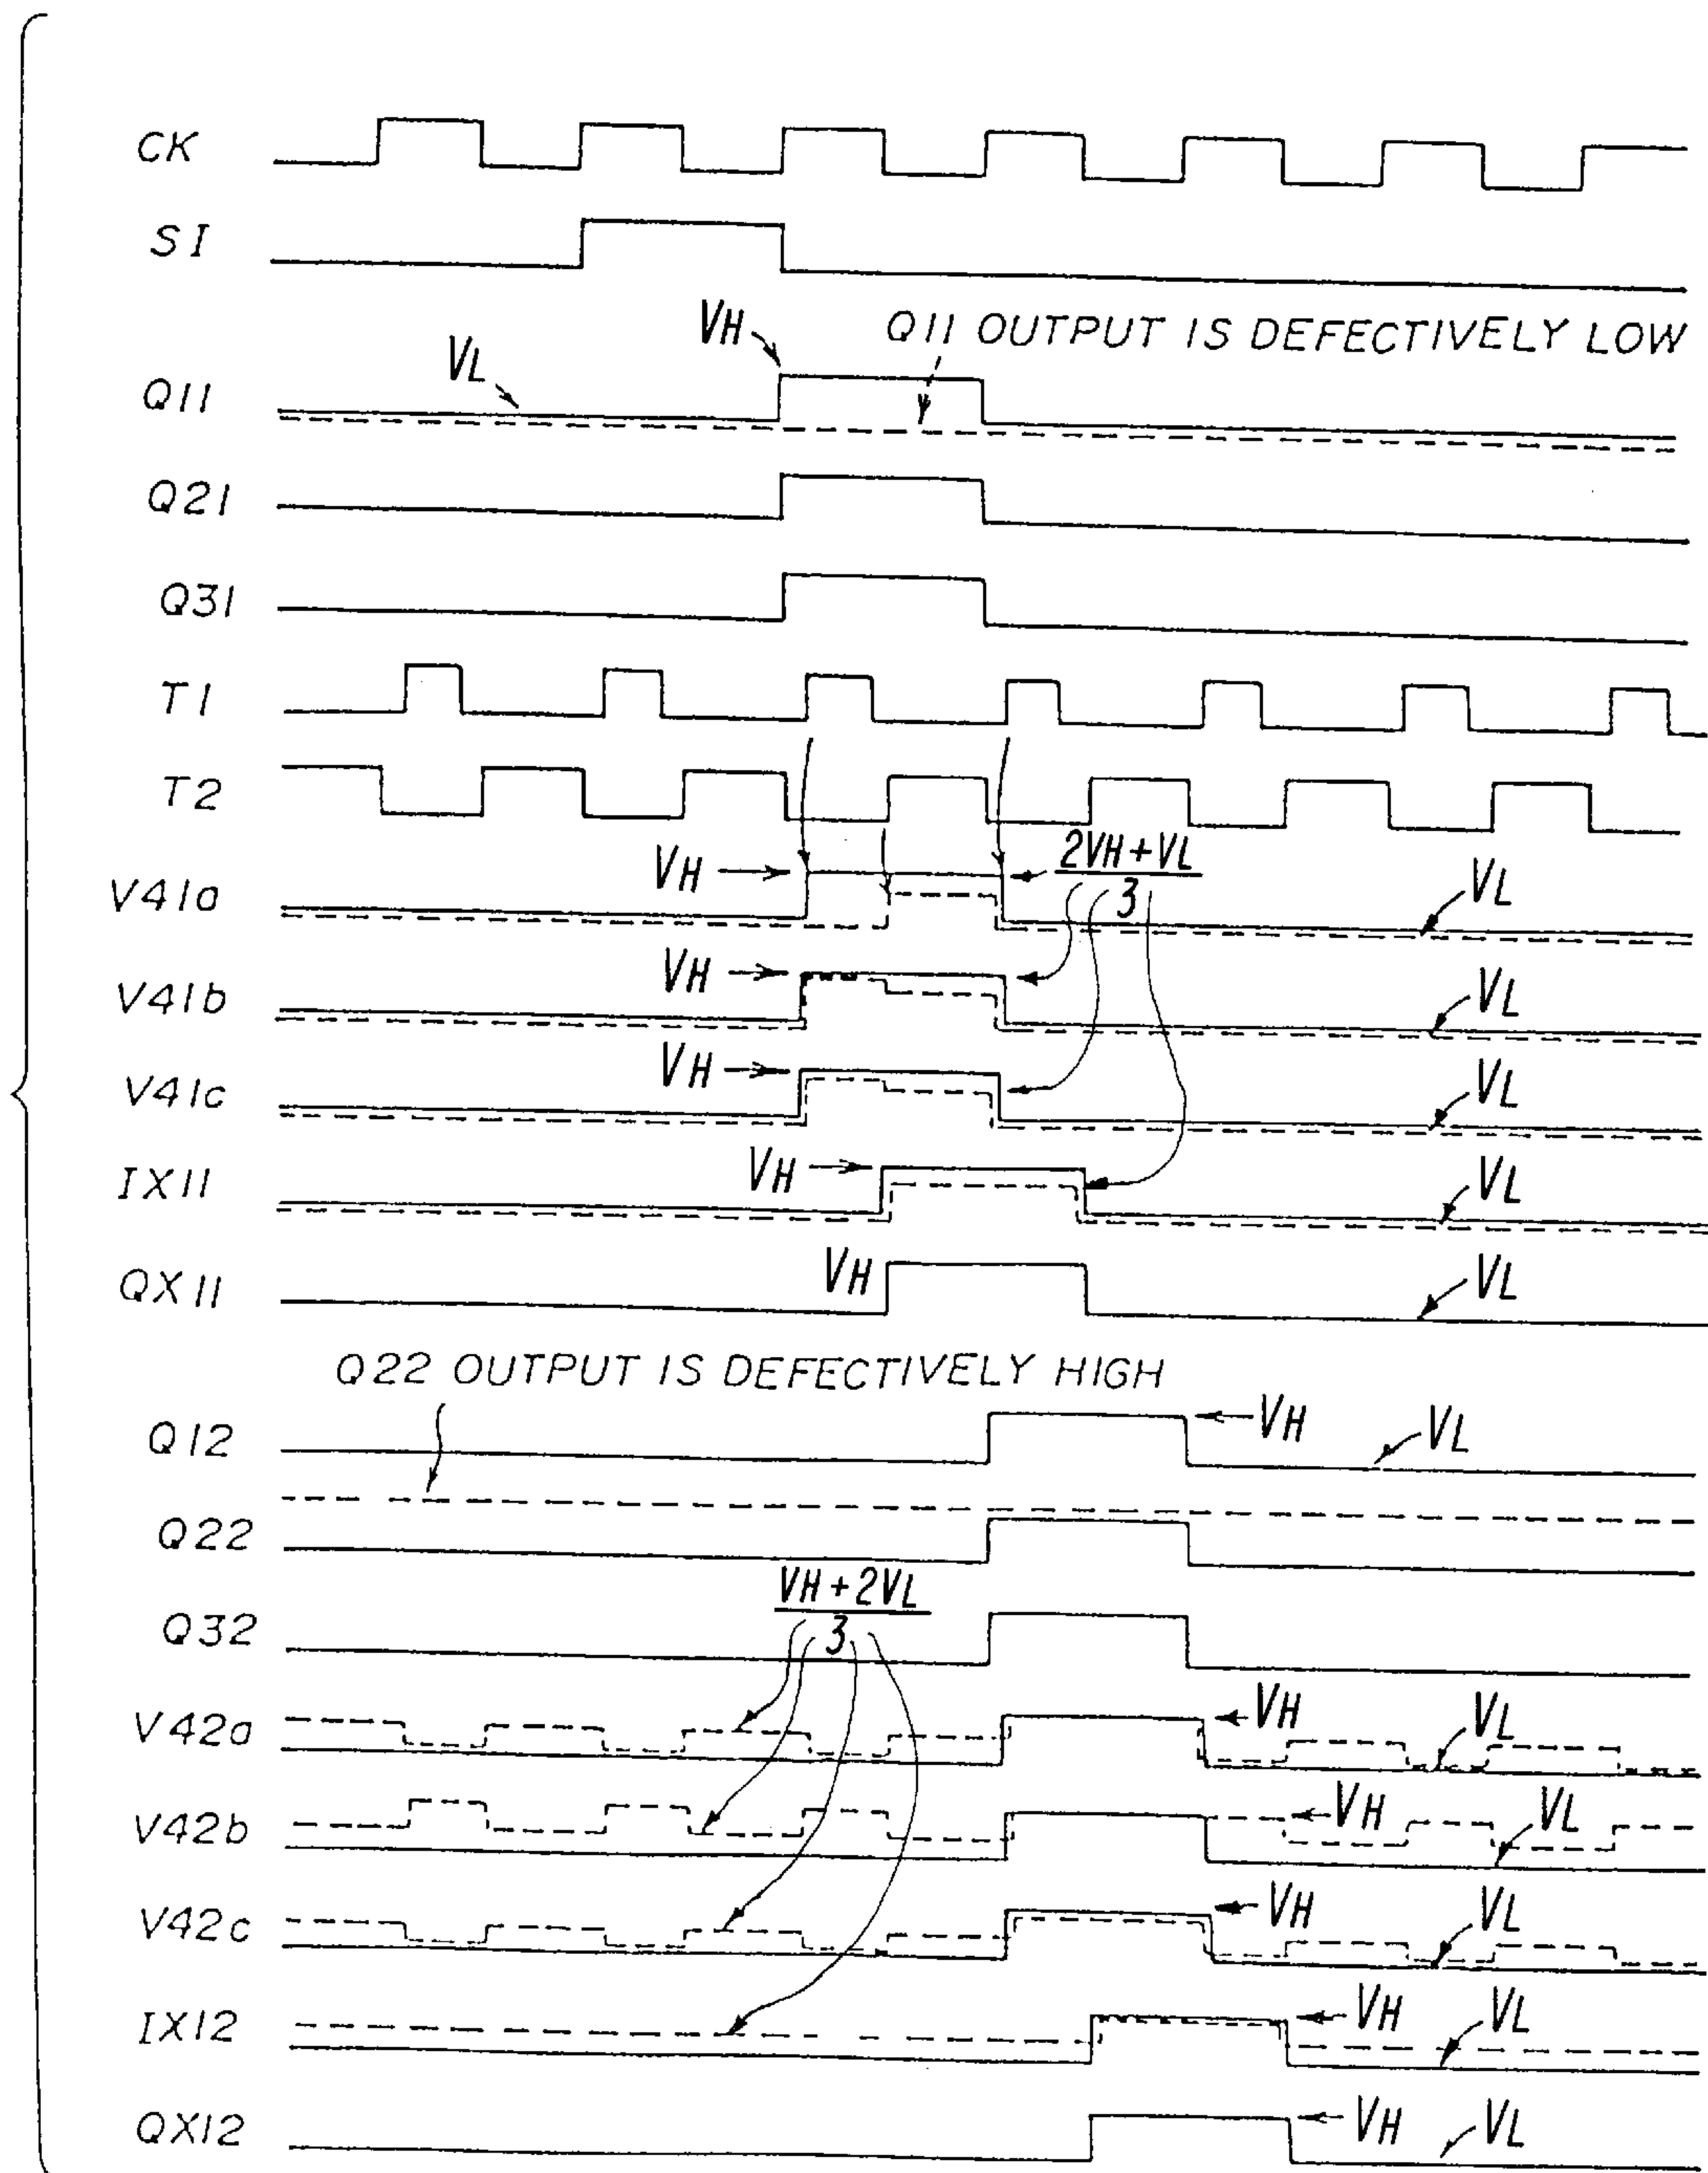 CK
SI
VH
Q11 OUTPUT IS DEFECTIVELY LOW
VL
Q11
Q21
Q31
T1
T2
VH
2VH+VL
3
V41a
VL
VH
V41b
VL
VH
V41c
VL
VH
IX11
VL
VH
QX11
VL
Q22 OUTPUT IS DEFECTIVELY HIGH
Q12
VH
VL
Q22
VH+2VL
3
Q32
V42a
VH
VL
V42b
VH
VL
V42c
VH
VL
IX12
VH
VL
QX12
VH
VL